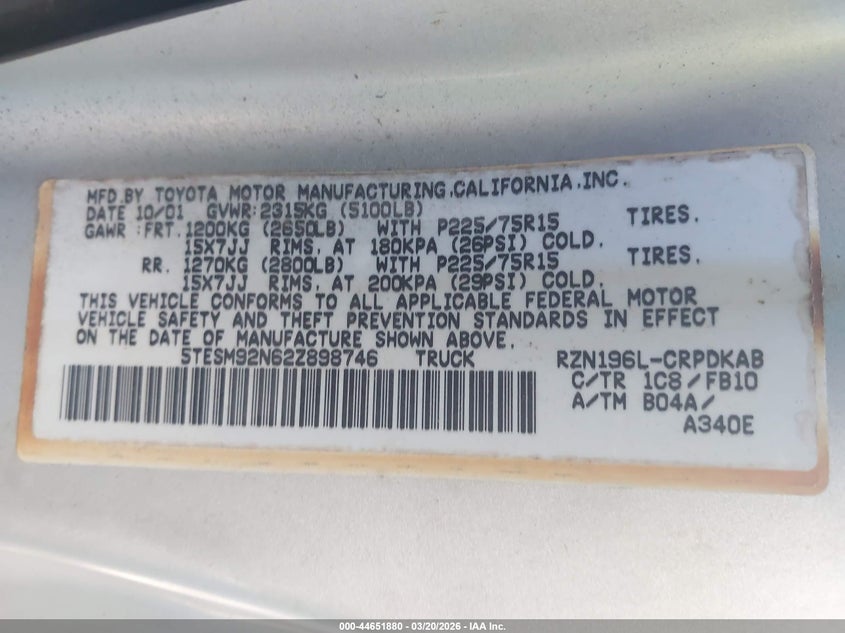 MFD BY TOYOTA MOTOR MANUFACTURING,CALIFORNIA,INC.
DATE 10/01 GVWR:2315KG (5100LB)
GAWR :FRT. 1200KG (2650LB) WITH P225/75R15 TIRES.
15X7JJ RIMS, AT 180KPA (26PSI) COLD.
RR. 1270KG (2800LB) WITH P225/75R15 TIRES.
15X7JJ RIMS, AT 200KPA (29PSI) COLD.
THIS VEHICLE CONFORMS TO ALL APPLICABLE FEDERAL MOTOR
VEHICLE SAFETY AND THEFT PREVENTION STANDARDS IN EFFECT
ON THE DATE OF MANUFACTURE SHOWN ABOVE.
5TESM92N62Z898746 TRUCK RZN196L-CRPDKAB
C/TR 1C8/FB10
A/TM B04A/
A340E
000-44651880 — 03/20/2026 — IAA Inc.